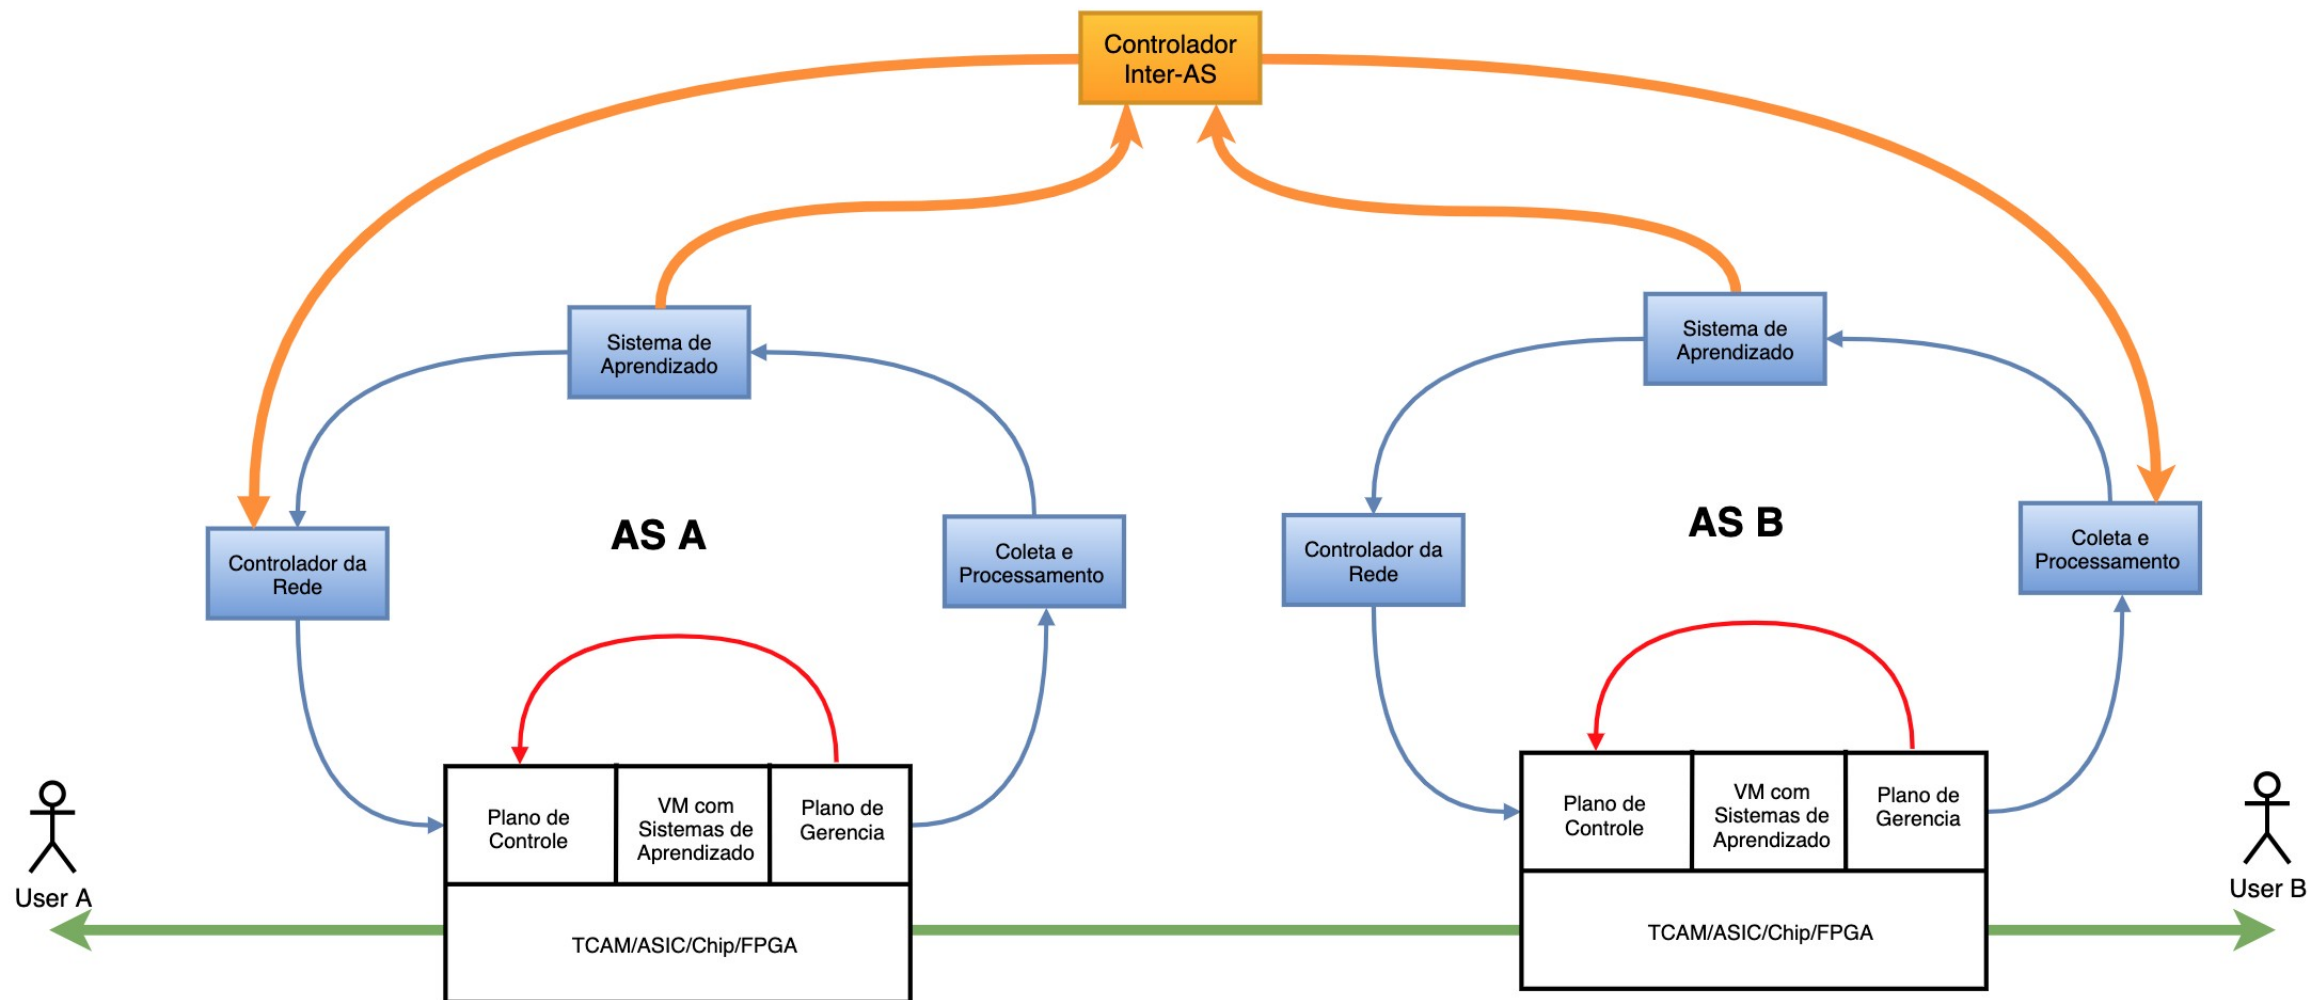 Controlador
Inter-AS
Sistema de
Aprendizado
Sistema de
Aprendizado
AS A
AS B
Controlador da
Rede
Coleta e
Processamento
Controlador da
Rede
Coleta e
Processamento
User A
Plano de
Controle
VM com
Sistemas de
Aprendizado
Plano de
Gerencia
TCAM/ASIC/Chip/FPGA
Plano de
Controle
VM com
Sistemas de
Aprendizado
Plano de
Gerencia
TCAM/ASIC/Chip/FPGA
User B